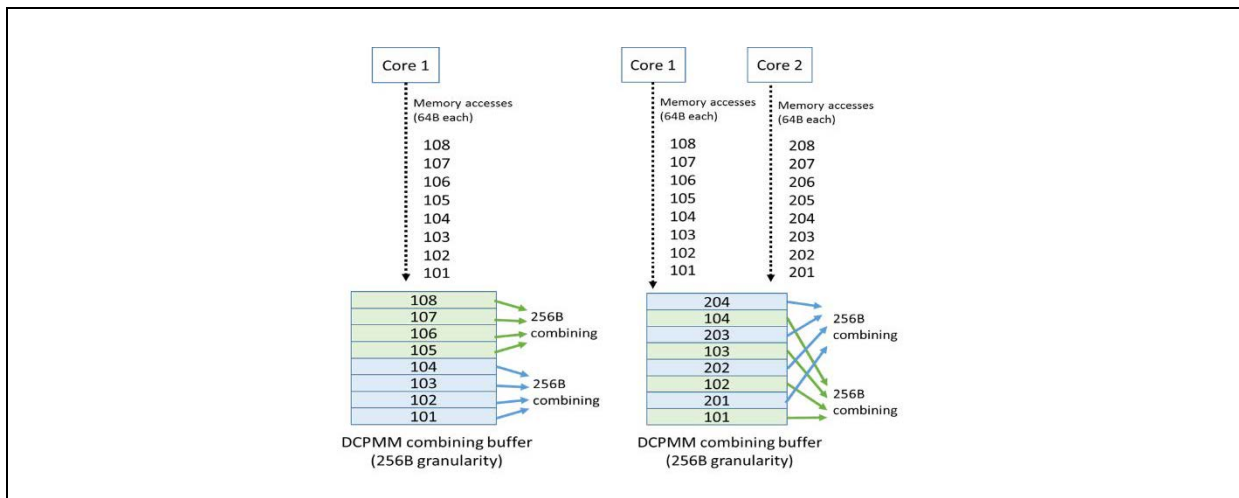 Core 1
Memory accesses
(64B each)
108
107
106
105
104
103
102
101
108
107
106
105
104
103
102
101
256B
combining
256B
combining
DCPMM combining buffer
(256B granularity)
Core 1
Core 2
Memory accesses
(64B each)
Memory accesses
(64B each)
108
107
106
105
104
103
102
101
208
207
206
205
204
203
202
201
204
104
203
103
202
102
201
101
256B
combining
256B
combining
DCPMM combining buffer
(256B granularity)